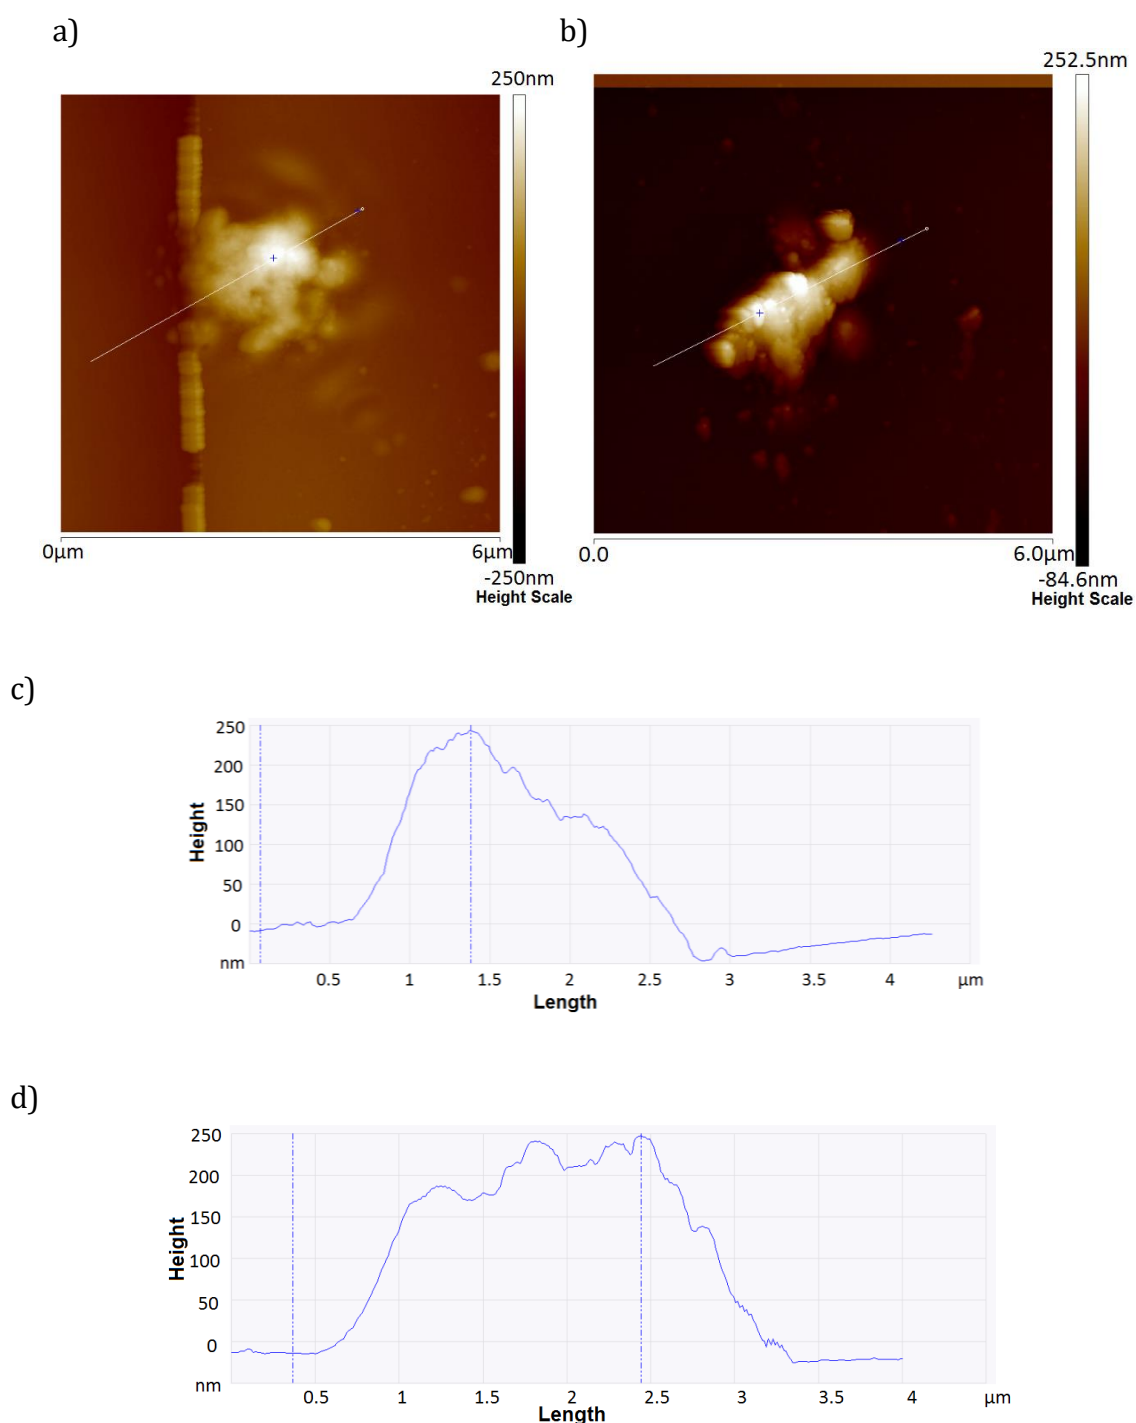 a)
b)
250nm
252.5nm
0µm
6µm
-250nm
Height Scale
0.0
6.0µm
-84.6nm
Height Scale
c)
250
200
150
100
50
0
nm
Height
0.5
1
1.5
2
2.5
3
3.5
4
µm
Length
d)
250
200
150
100
50
0
nm
Height
0.5
1
1.5
2
2.5
3
3.5
4
µm
Length